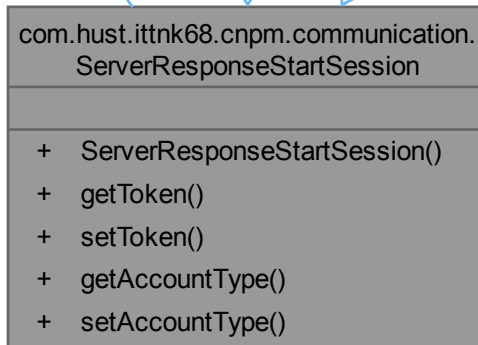 com.hust.ittnk68.cnpm.communication.
ServerResponseStartSession
+ ServerResponseStartSession()
+ getToken()
+ setToken()
+ getAccountType()
+ setAccountType()